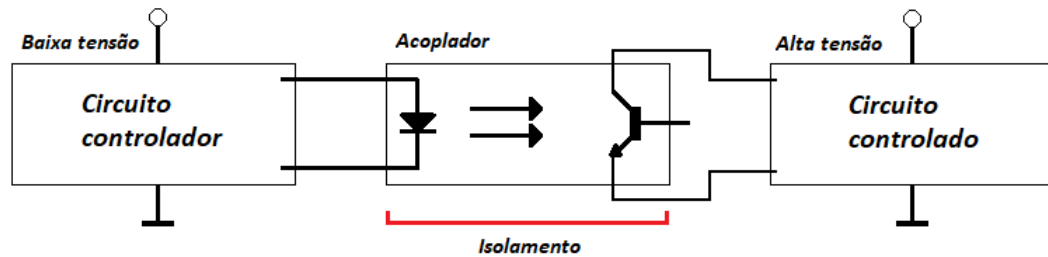 Baixa tensão
Acoplador
Alta tensão
Circuito
controlador
Circuito
controlado
Isolamento